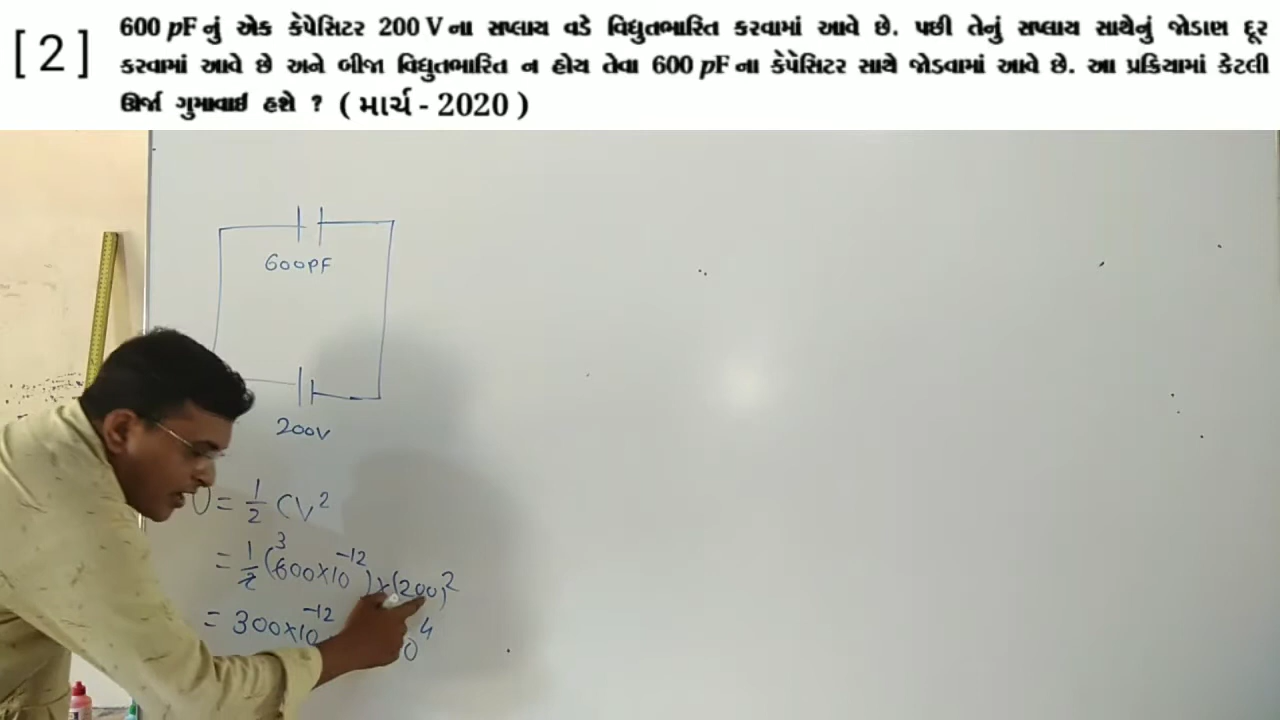 [ 2 ] 600 pF નું એક કેપેસિટર 200 V ના સપ્લાય વડે વિદ્યુતભારિત કરવામાં આવે છે. પછી તેનું સપ્લાય સાથેનું જોડાણ દૂર
કરવામાં આવે છે અને બીજા વિદ્યુતભારિત ન હોય તેવા 600 pF ના કેપેસિટર સાથે જોડવામાં આવે છે. આ પ્રક્રિયામાં કેટલી
ઊર્જા ગુમાવાઈ હશે ? ( માર્ચ - 2020 )
600PF
200V
U = 1/2 CV²
= 1/2 (600×10⁻¹²) × (200)² 3
= 300×10⁻¹² 0⁴